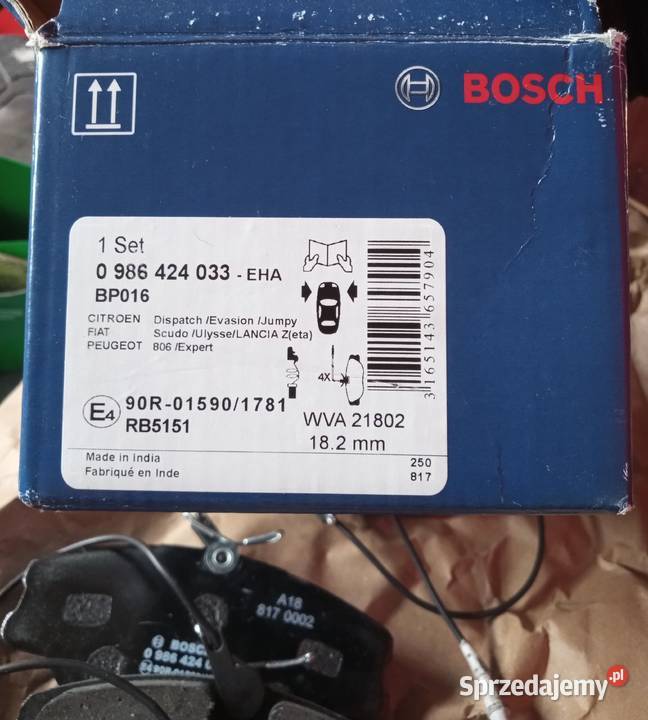 BOSCH
1 Set
0 986 424 033 - EHA
BP016
CITROEN Dispatch /Evasion /Jumpy
FIAT Scudo /Ulysse/LANCIA Z(eta)
PEUGEOT 806 /Expert
4X
3165143657904
E4 90R-01590/1781
RB5151
WVA 21802
18.2 mm
Made in India
Fabriqué en Inde
250
817
A18
817 0002
BOSCH
0 986 424
Sprzedajemy.pl